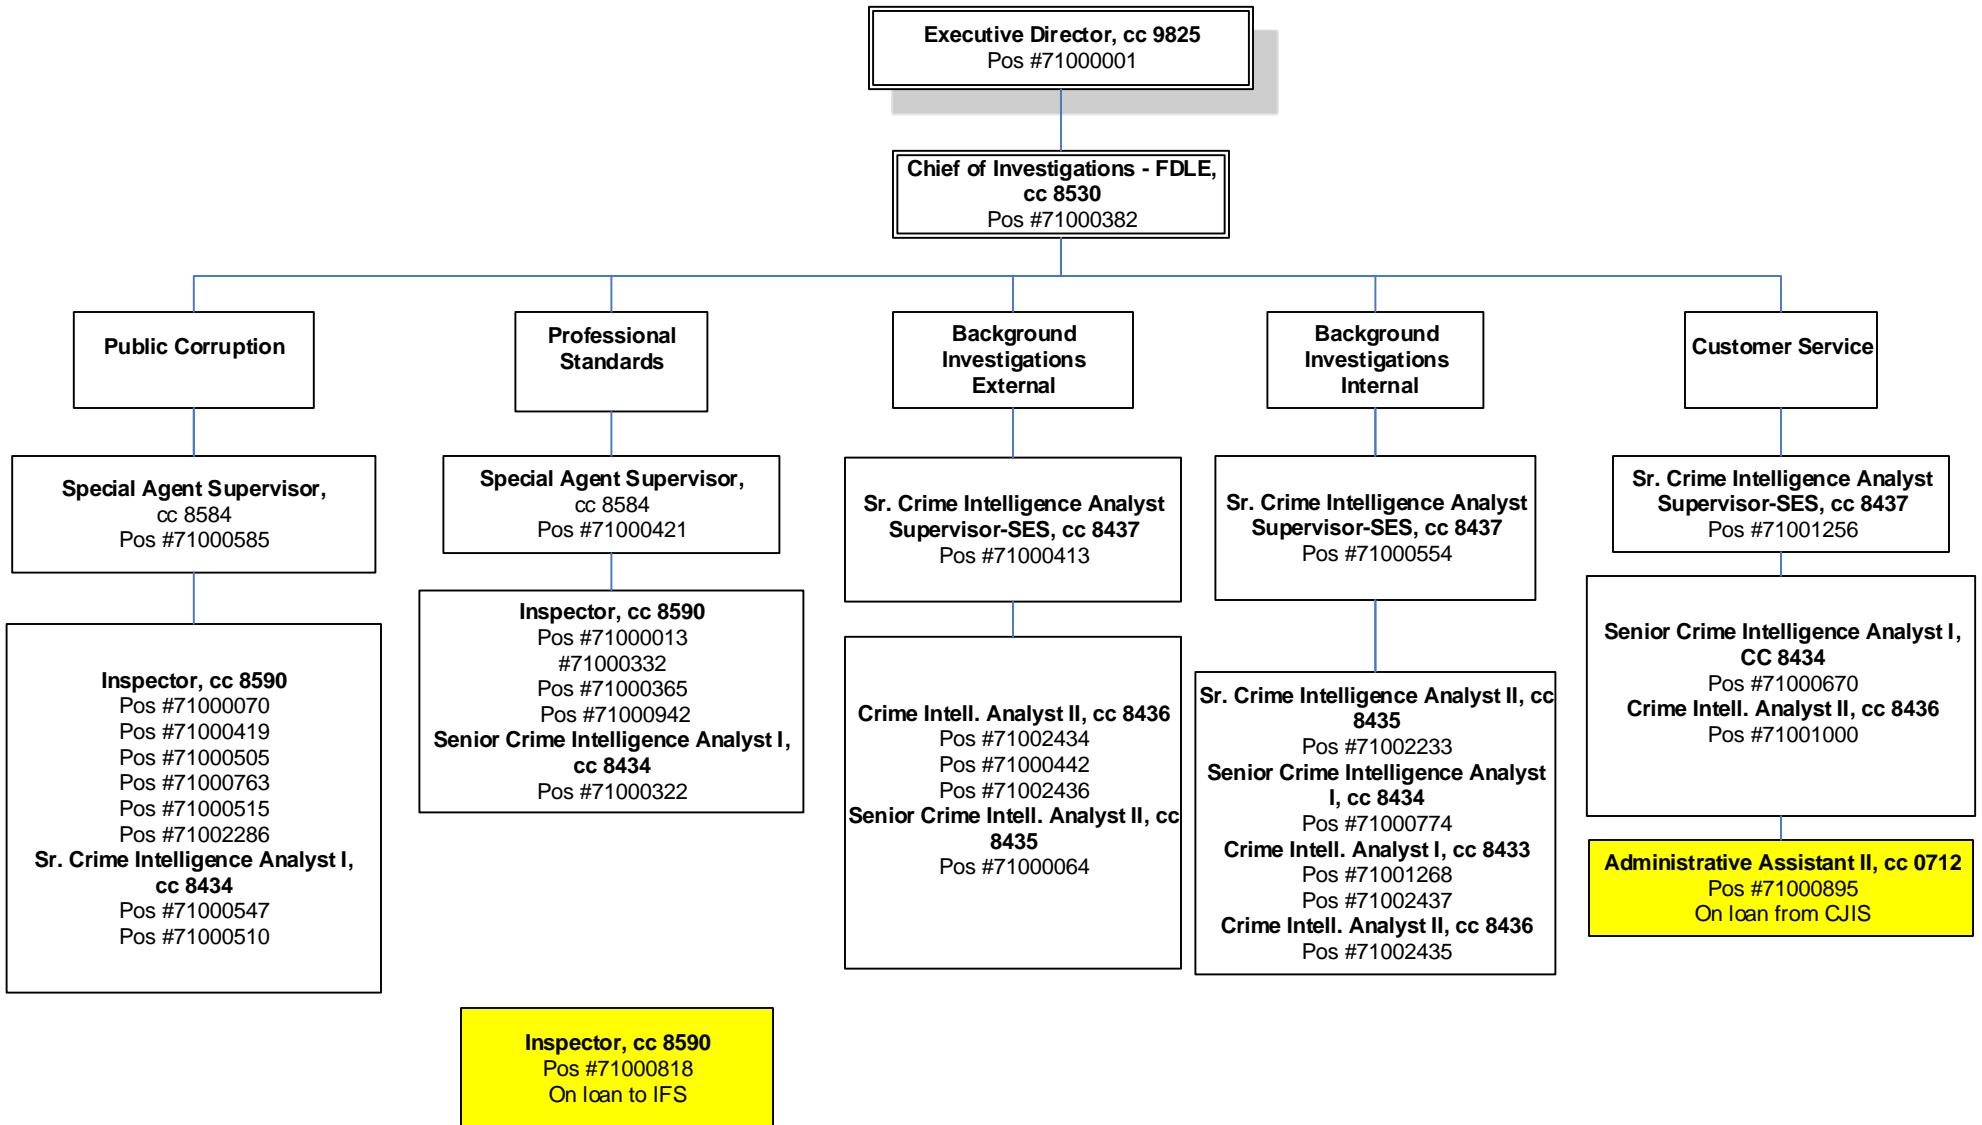 Executive Director, cc 9825
Pos #71000001
Chief of Investigations - FDLE,
cc 8530
Pos #71000382
Public Corruption
Professional
Standards
Background
Investigations
External
Background
Investigations
Internal
Customer Service
Special Agent Supervisor,
cc 8584
Pos #71000585
Special Agent Supervisor,
cc 8584
Pos #71000421
Sr. Crime Intelligence Analyst
Supervisor-SES, cc 8437
Pos #71000413
Sr. Crime Intelligence Analyst
Supervisor-SES, cc 8437
Pos #71000554
Sr. Crime Intelligence Analyst
Supervisor-SES, cc 8437
Pos #71001256
Inspector, cc 8590
Pos #71000070
Pos #71000419
Pos #71000505
Pos #71000763
Pos #71000515
Pos #71002286
Sr. Crime Intelligence Analyst I,
cc 8434
Pos #71000547
Pos #71000510
Inspector, cc 8590
Pos #71000013
#71000332
Pos #71000365
Pos #71000942
Senior Crime Intelligence Analyst I,
cc 8434
Pos #71000322
Crime Intell. Analyst II, cc 8436
Pos #71002434
Pos #71000442
Pos #71002436
Senior Crime Intell. Analyst II, cc
8435
Pos #71000064
Sr. Crime Intelligence Analyst II, cc
8435
Pos #71002233
Senior Crime Intelligence Analyst
I, cc 8434
Pos #71000774
Crime Intell. Analyst I, cc 8433
Pos #71001268
Pos #71002437
Crime Intell. Analyst II, cc 8436
Pos #71002435
Senior Crime Intelligence Analyst I,
CC 8434
Pos #71000670
Crime Intell. Analyst II, cc 8436
Pos #71001000
Administrative Assistant II, cc 0712
Pos #71000895
On loan from CJIS
Inspector, cc 8590
Pos #71000818
On loan to IFS